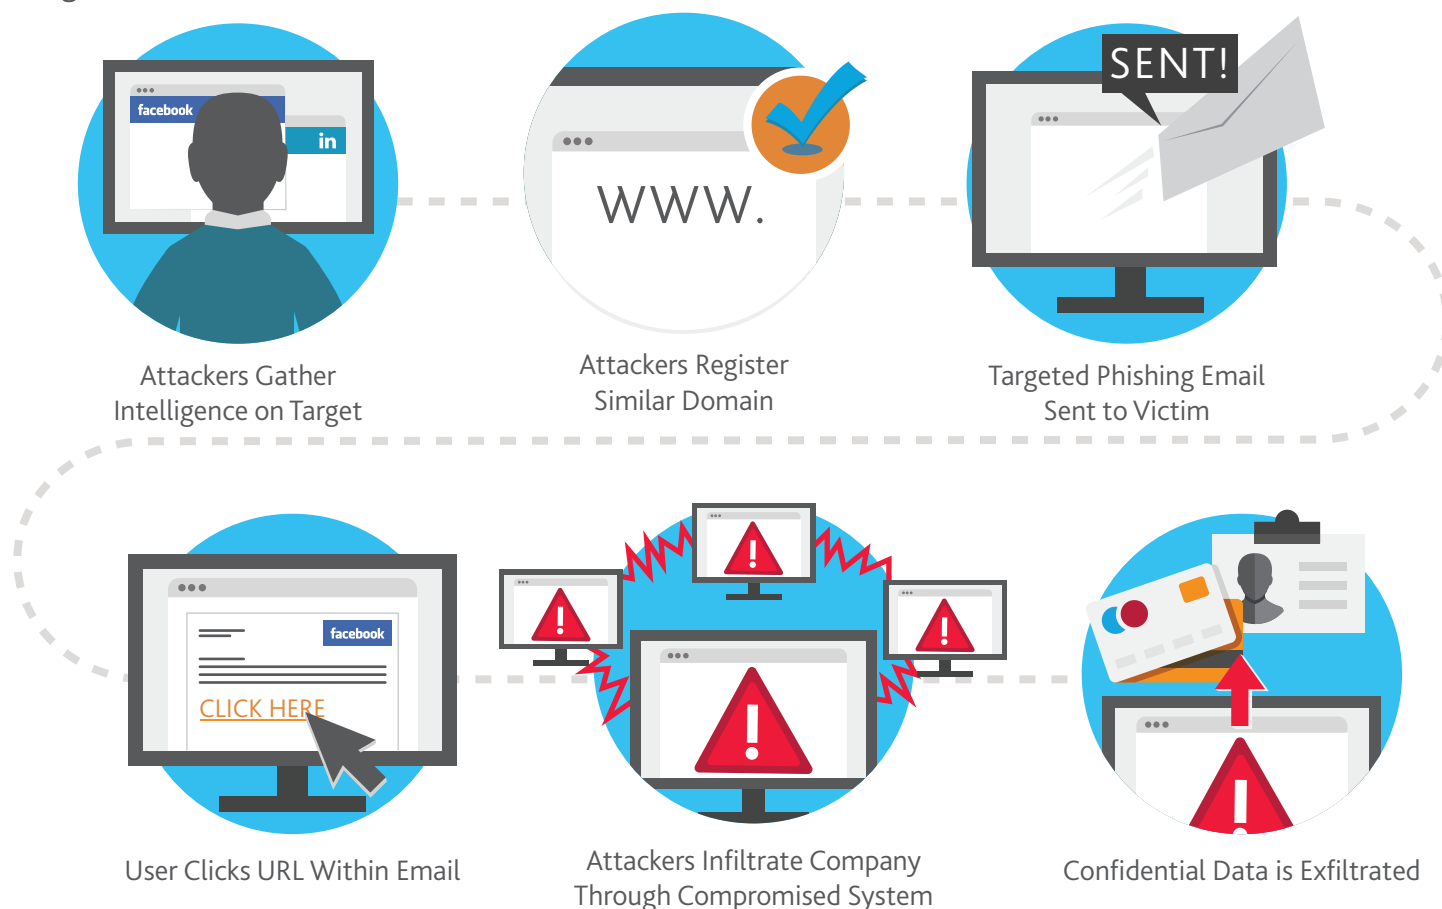 facebook
in
WWW.
SENT!
Attackers Gather
Intelligence on Target
Attackers Register
Similar Domain
Targeted Phishing Email
Sent to Victim
facebook
CLICK HERE
User Clicks URL Within Email
Attackers Infiltrate Company
Through Compromised System
Confidential Data is Exfiltrated